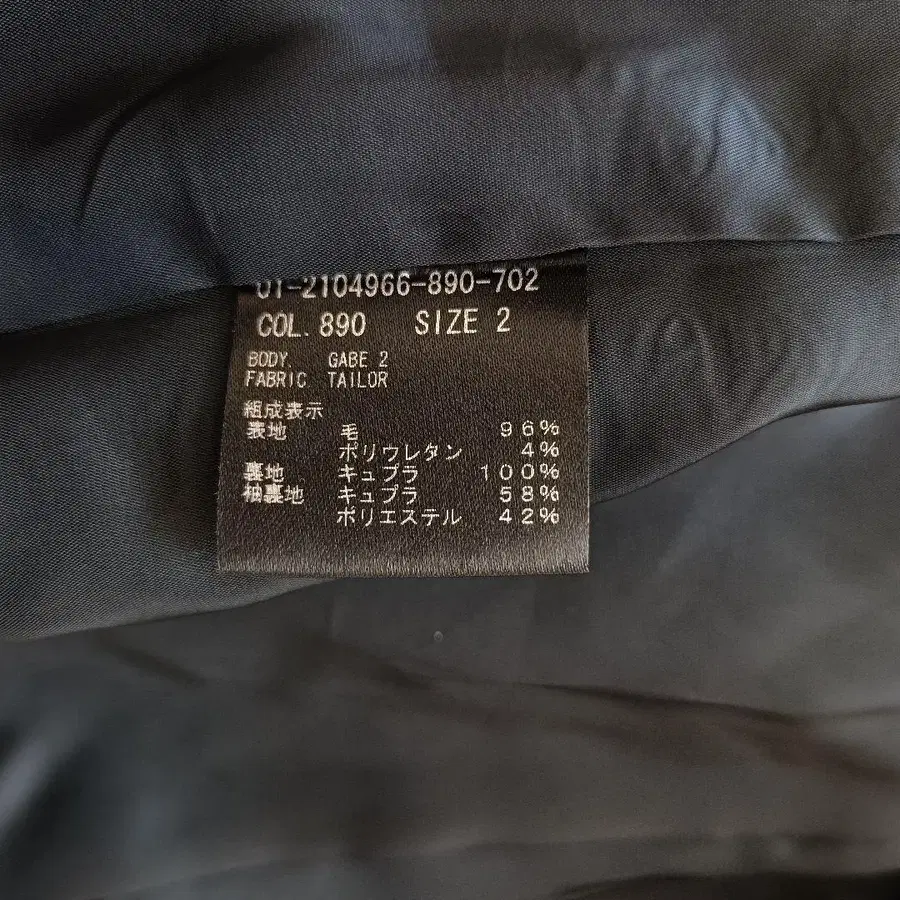 01-2104966-890-702
COL. 890 SIZE 2
BODY. GABE 2
FABRIC TAILOR
組成表示
表地 毛 96%
ポリウレタン 4%
裏地 キュプラ 100%
袖裏地 キュプラ 58%
ポリエステル 42%